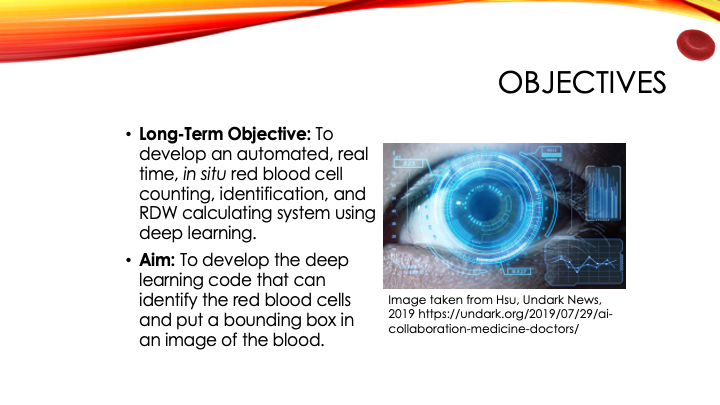 OBJECTIVES
• Long-Term Objective: To
develop an automated, real
time, in situ red blood cell
counting, identification, and
RDW calculating system using
deep learning.
• Aim: To develop the deep
learning code that can
identify the red blood cells
and put a bounding box in
an image of the blood.
Image taken from Hsu, Undark News,
2019 https://undark.org/2019/07/29/ai-
collaboration-medicine-doctors/